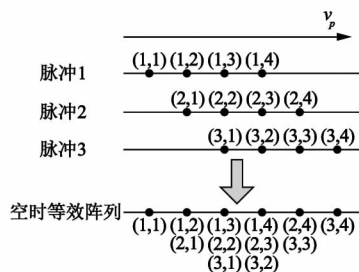 v_p
(1,1) (1,2) (1,3) (1,4)
脉冲1
(2,1) (2,2) (2,3) (2,4)
脉冲2
(3,1) (3,2) (3,3) (3,4)
脉冲3
空时等效阵列
(1,1) (1,2) (1,3) (1,4) (2,4) (3,4)
(2,1) (2,2) (2,3) (3,3)
(3,1) (3,2)